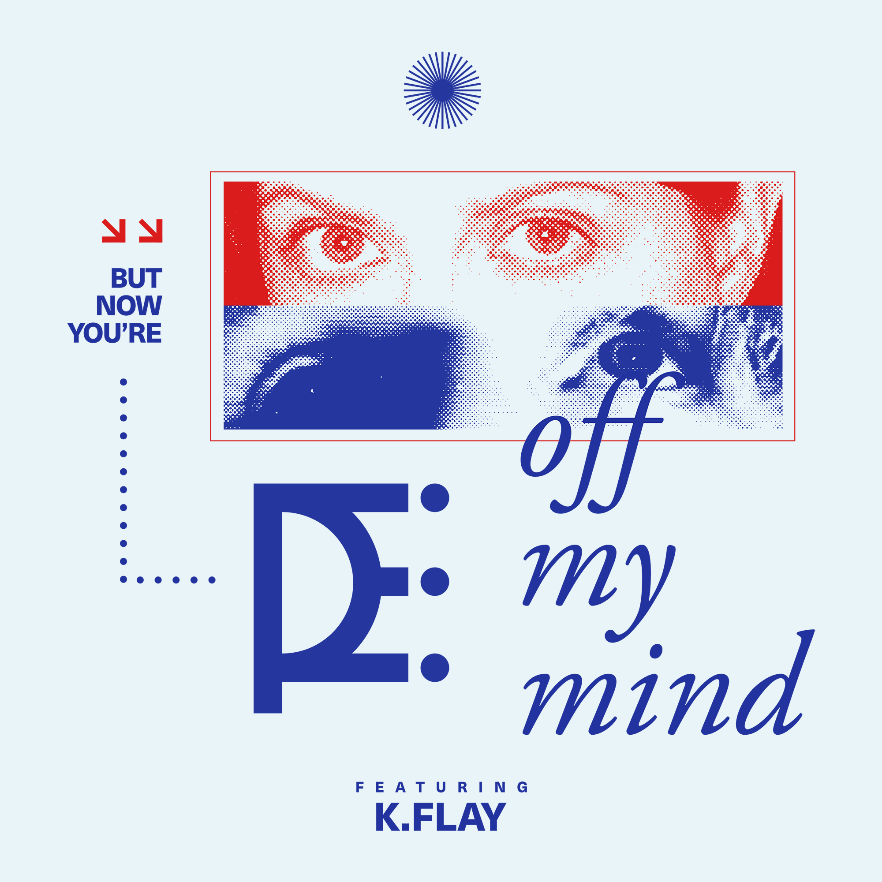 BUT
NOW
YOU'RE
off
my
mind
FEATURING
K.FLAY